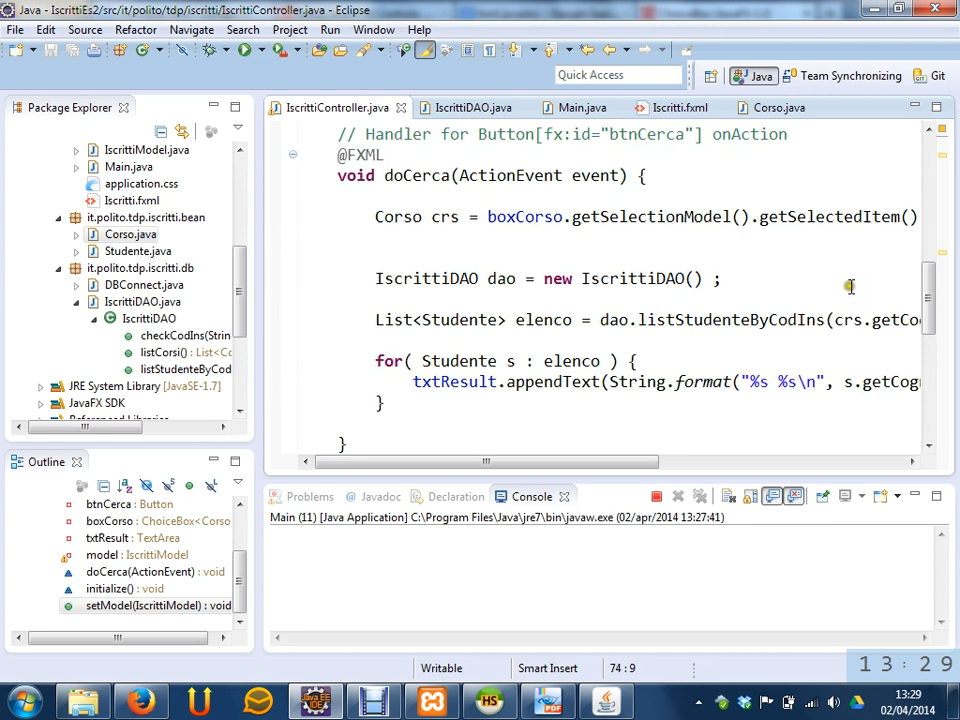 Java - IscrittiEs2/src/it/polito/tdp/iscritti/IscrittiController.java - Eclipse
File Edit Source Refactor Navigate Search Project Run Window Help
Quick Access Java Team Synchronizing Git
Package Explorer
IscrittiModel.java
Main.java
application.css
Iscritti.fxml
it.polito.tdp.iscritti.bean
Corso.java
Studente.java
it.polito.tdp.iscritti.db
DBConnect.java
IscrittiDAO.java
IscrittiDAO
checkCodIns(Strin
listCorsi() : List<Co
listStudenteByCod
JRE System Library [JavaSE-1.7]
JavaFX SDK
Outline
btnCerca : Button
boxCorso : ChoiceBox<Corso
txtResult : TextArea
model : IscrittiModel
doCerca(ActionEvent) : void
initialize() : void
setModel(IscrittiModel) : void
IscrittiController.java IscrittiDAO.java Main.java Iscritti.fxml Corso.java
// Handler for Button[fx:id="btnCerca"] onAction
@FXML
void doCerca(ActionEvent event) {
Corso crs = boxCorso.getSelectionModel().getSelectedItem()
IscrittiDAO dao = new IscrittiDAO() ;
List<Studente> elenco = dao.listStudenteByCodIns(crs.getCo
for( Studente s : elenco ) {
txtResult.appendText(String.format("%s %s\n", s.getCogn
}
}
Problems @ Javadoc Declaration Console
Main (11) [Java Application] C:\Program Files\Java\jre7\bin\javaw.exe (02/apr/2014 13:27:41)
Writable Smart Insert 74 : 9
13:29
13:29
02/04/2014